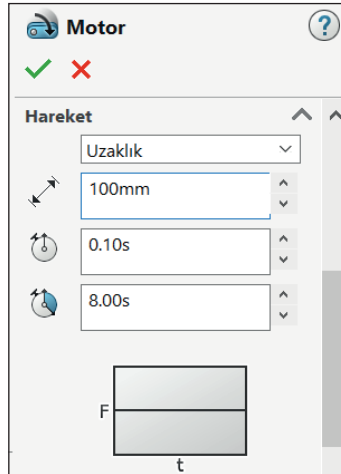 Motor
?
Hareket
Uzaklık
100mm
0.10s
8.00s
F
t